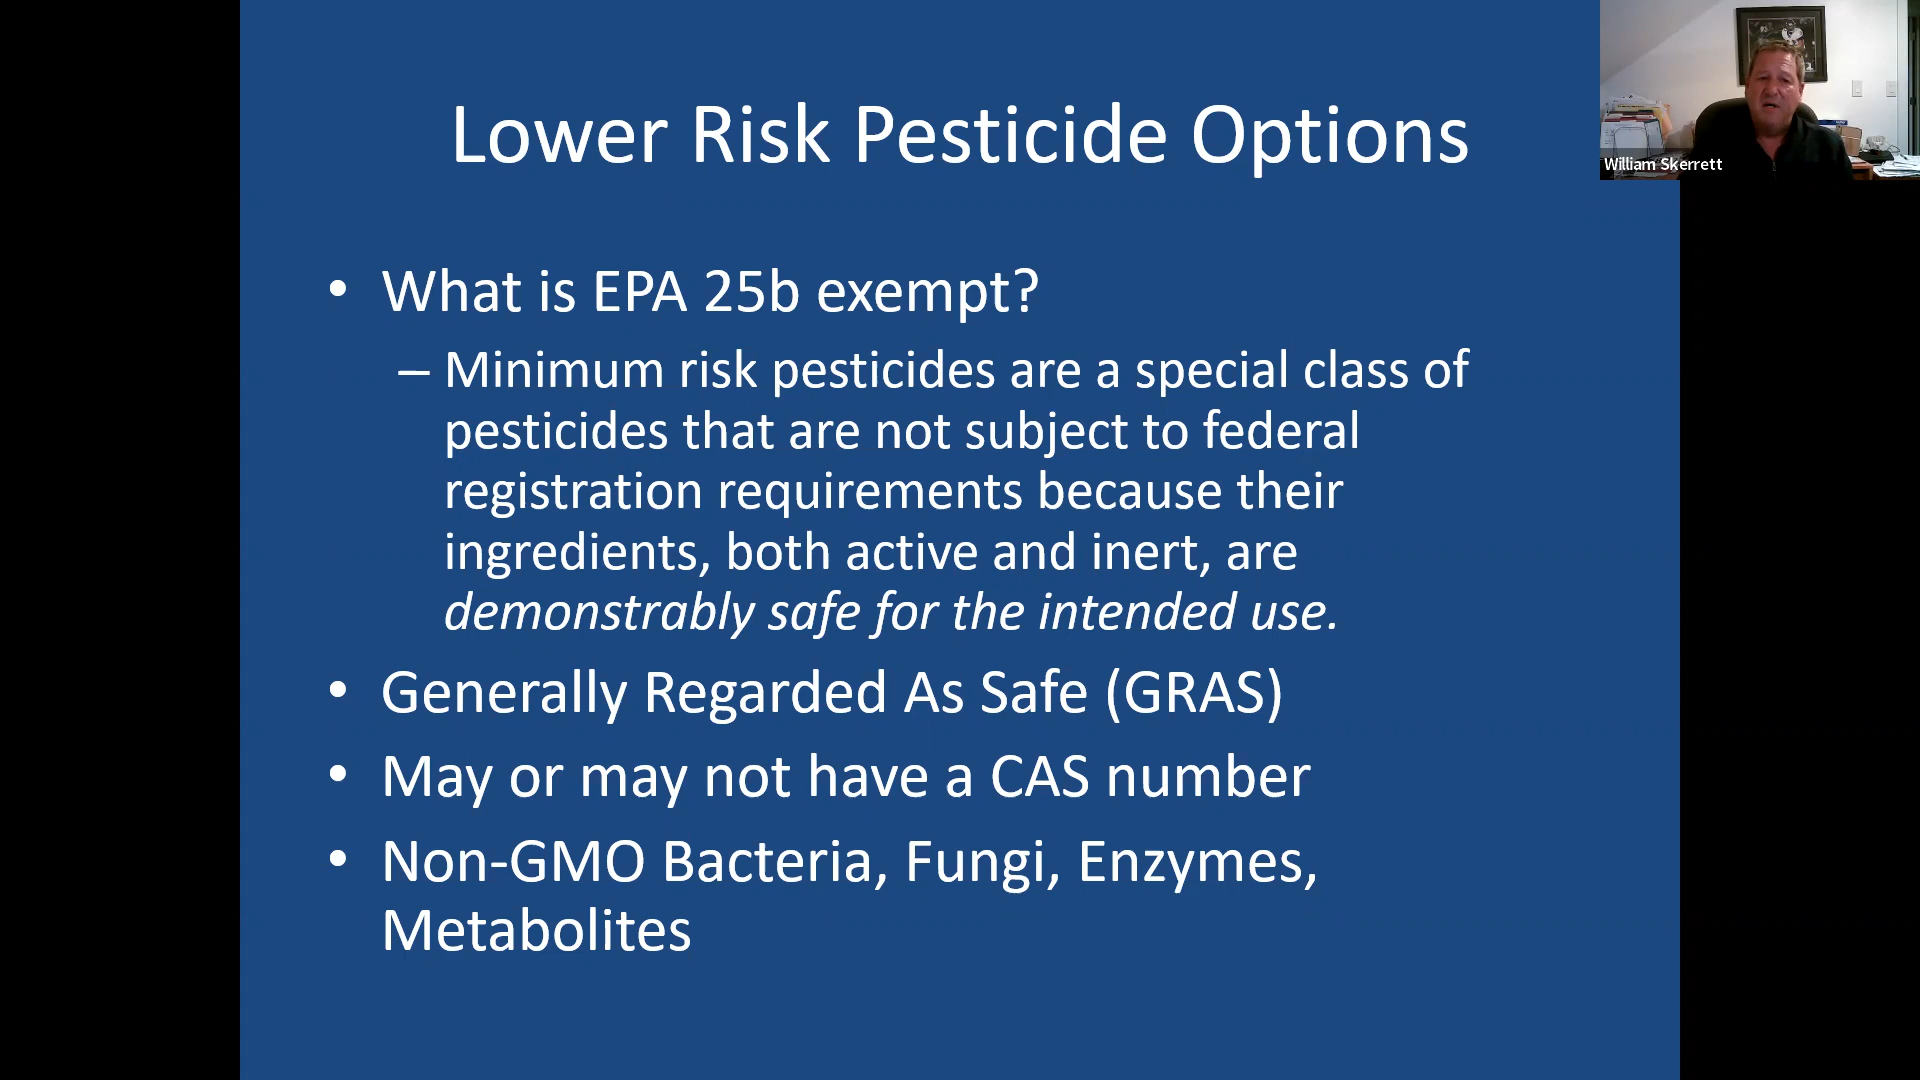 Lower Risk Pesticide Options
William Skerrett
• What is EPA 25b exempt?
– Minimum risk pesticides are a special class of
pesticides that are not subject to federal
registration requirements because their
ingredients, both active and inert, are
demonstrably safe for the intended use.
• Generally Regarded As Safe (GRAS)
• May or may not have a CAS number
• Non-GMO Bacteria, Fungi, Enzymes,
Metabolites